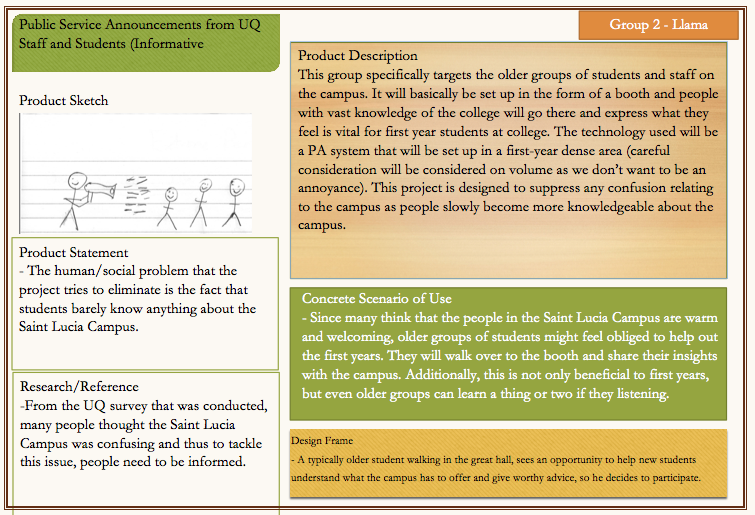 Public Service Announcements from UQ
Staff and Students (Informative
Group 2 - Llama
Product Sketch
Product Description
This group specifically targets the older groups of students and staff on
the campus. It will basically be set up in the form of a booth and people
with vast knowledge of the college will go there and express what they
feel is vital for first year students at college. The technology used will be
a PA system that will be set up in a first-year dense area (careful
consideration will be considered on volume as we don't want to be an
annoyance). This project is designed to suppress any confusion relating
to the campus as people slowly become more knowledgeable about the
campus.
Product Statement
- The human/social problem that the
project tries to eliminate is the fact that
students barely know anything about the
Saint Lucia Campus.
Concrete Scenario of Use
- Since many think that the people in the Saint Lucia Campus are warm
and welcoming, older groups of students might feel obliged to help out
the first years. They will walk over to the booth and share their insights
with the campus. Additionally, this is not only beneficial to first years,
but even older groups can learn a thing or two if they listening.
Research/Reference
-From the UQ survey that was conducted,
many people thought the Saint Lucia
Campus was confusing and thus to tackle
this issue, people need to be informed.
Design Frame
- A typically older student walking in the great hall, sees an opportunity to help new students
understand what the campus has to offer and give worthy advice, so he decides to participate.